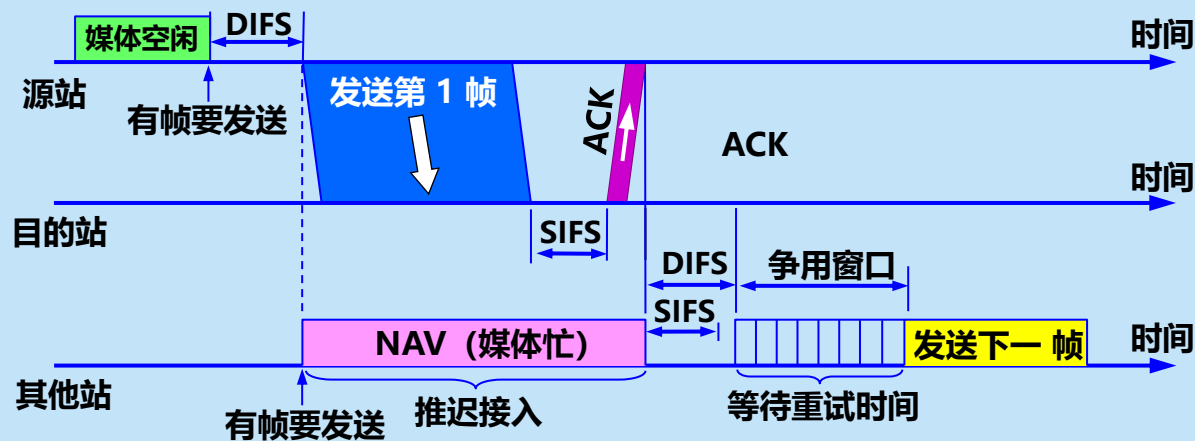 媒体空闲
DIFS
时间
源站
有帧要发送
发送第 1 帧
ACK
ACK
时间
目的站
SIFS
DIFS
争用窗口
SIFS
NAV（媒体忙）
发送下一 帧
时间
其他站
有帧要发送
推迟接入
等待重试时间